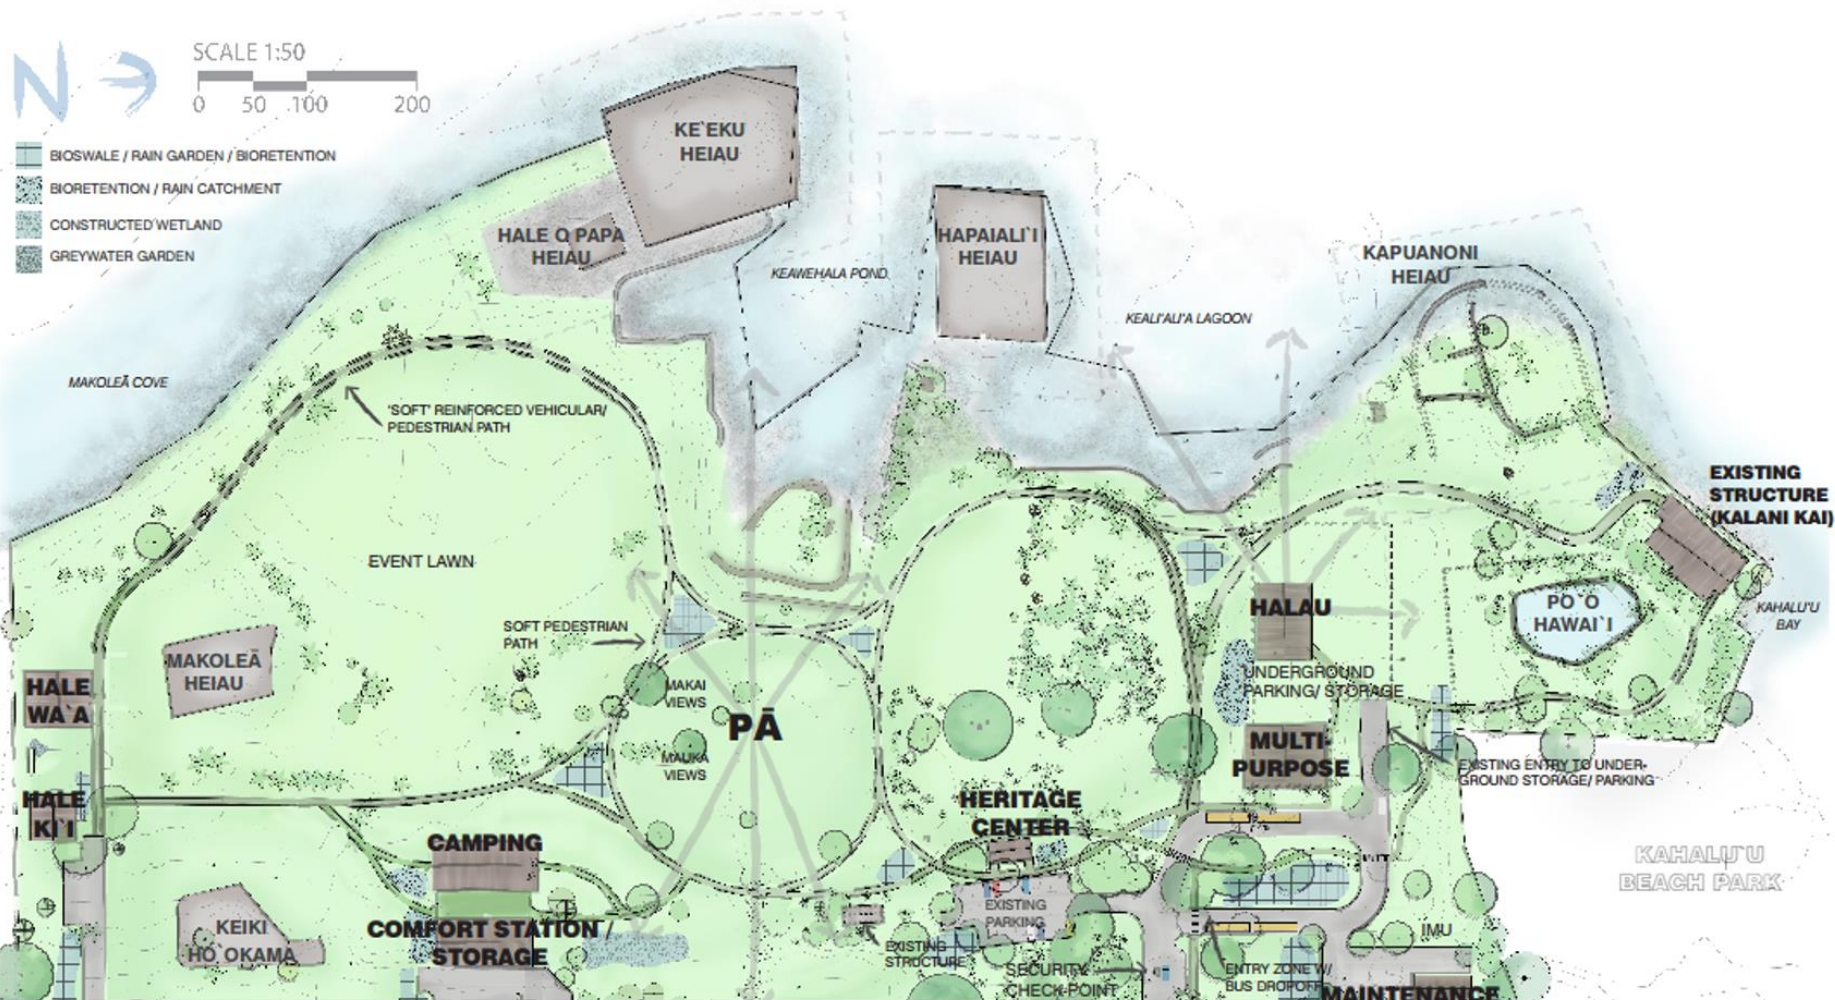 N
SCALE 1:50
0 50 100 200
BIOSWALE / RAIN GARDEN / BIORETENTION
BIORETENTION / RAIN CATCHMENT
CONSTRUCTED WETLAND
GREYWATER GARDEN
KE`EKU
HEIAU
HALE O PAPA
HEIAU
KEAWEHALA POND
HAPAIALI`I
HEIAU
KEALI'ALI'A LAGOON
KAPUANONI
HEIAU
MAKOLEĀ COVE
'SOFT' REINFORCED VEHICULAR/
PEDESTRIAN PATH
EXISTING
STRUCTURE
(KALANI KAI)
EVENT LAWN
SOFT PEDESTRIAN
PATH
HALAU
PO`O
HAWAI`I
KAHALU'U
BAY
MAKOLEĀ
HEIAU
HALE
WA`A
MAKAI
VIEWS
PĀ
MAUKA
VIEWS
UNDERGROUND
PARKING/ STORAGE
MULTI-
PURPOSE
EXISTING ENTRY TO UNDER-
GROUND STORAGE/ PARKING
HALE
KI`I
CAMPING
HERITAGE
CENTER
KAHALU`U
BEACH PARK
KEIKI
HO`OKAMA
COMFORT STATION /
STORAGE
EXISTING
PARKING
EXISTING
STRUCTURE
SECURITY
CHECK-POINT
ENTRY ZONE W/
BUS DROPOFF
IMU
MAINTENANCE